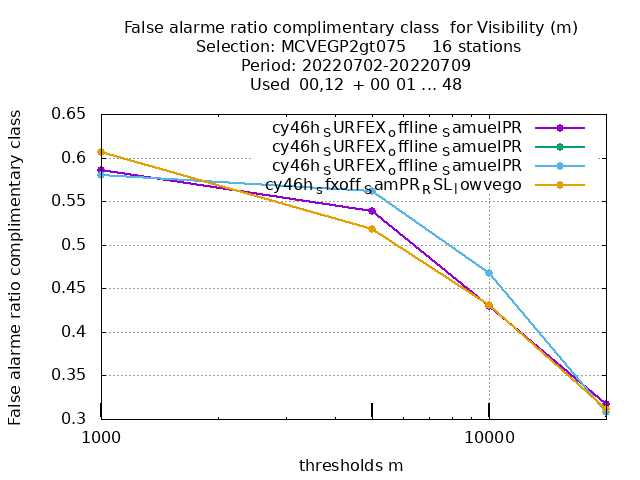 False alarme ratio complimentary class  for Visibility (m)
Selection: MCVEGP2gt075     16 stations
Period: 20220702-20220709
Used  00,12  + 00 01 ... 48
False alarme ratio complimentary class
0.65
0.6
0.55
0.5
0.45
0.4
0.35
0.3
cy46h_SURFEX_offline_SamuelPR
cy46h_SURFEX_offline_SamuelPR
cy46h_SURFEX_offline_SamuelPR
cy46h_sfxoff_SamPR_RSL_lowvego
1000
10000
thresholds m